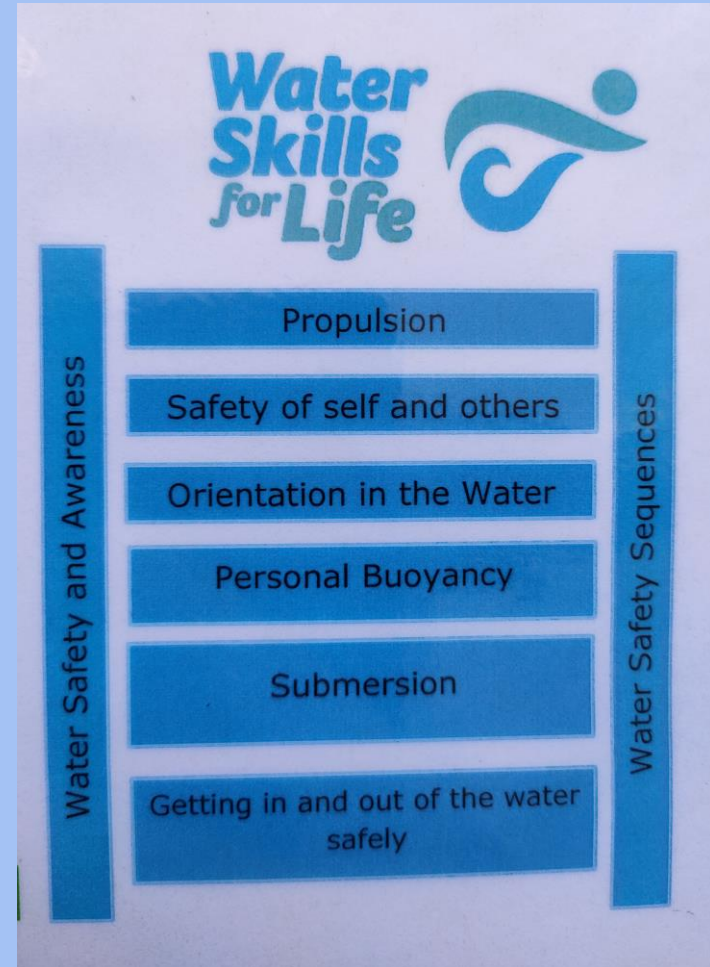 Water
Skills
for Life
Water Safety and Awareness
Propulsion
Safety of self and others
Orientation in the Water
Personal Buoyancy
Submersion
Getting in and out of the water
safely
Water Safety Sequences